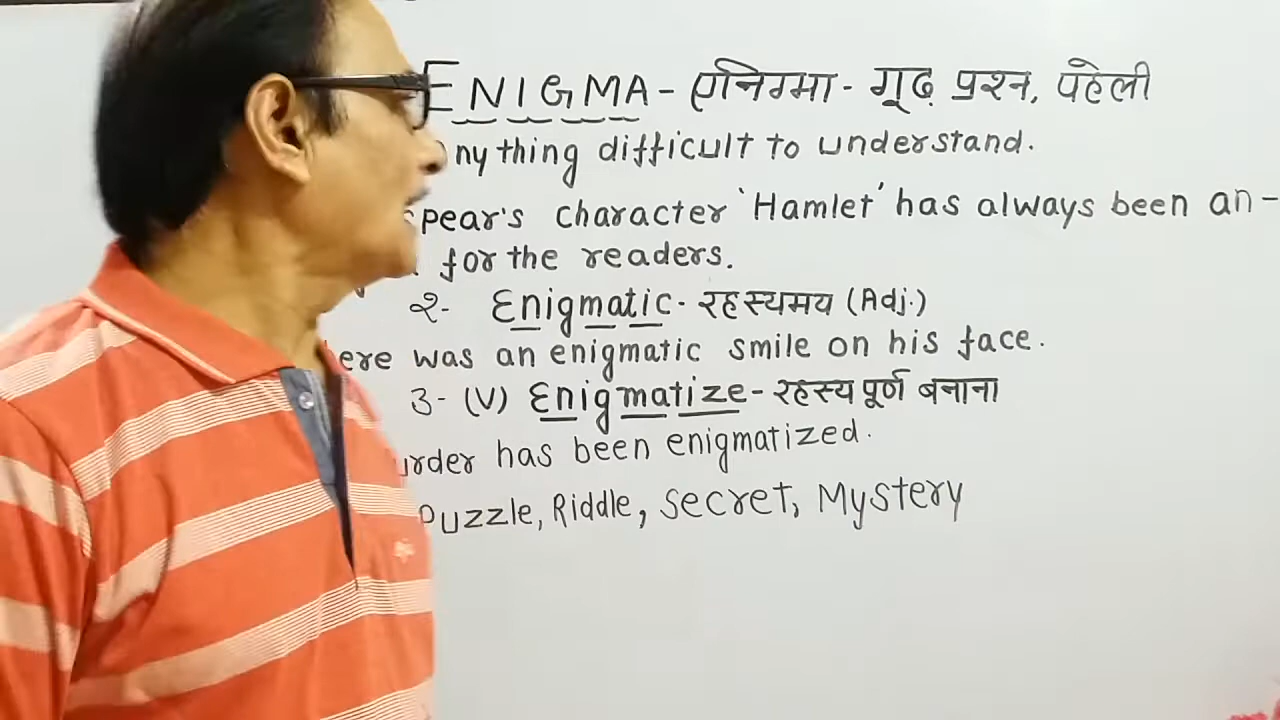 ENIGMA - एनिग्मा - गूढ़ प्रश्न, पहेली
nything difficult to understand.
spear's character 'Hamlet' has always been an-
for the readers.
२- Enigmatic - रहस्यमय (Adj.)
ere was an enigmatic smile on his face.
3- (V) Enigmatize - रहस्यपूर्ण बनाना
urder has been enigmatized.
Puzzle, Riddle, Secret, Mystery